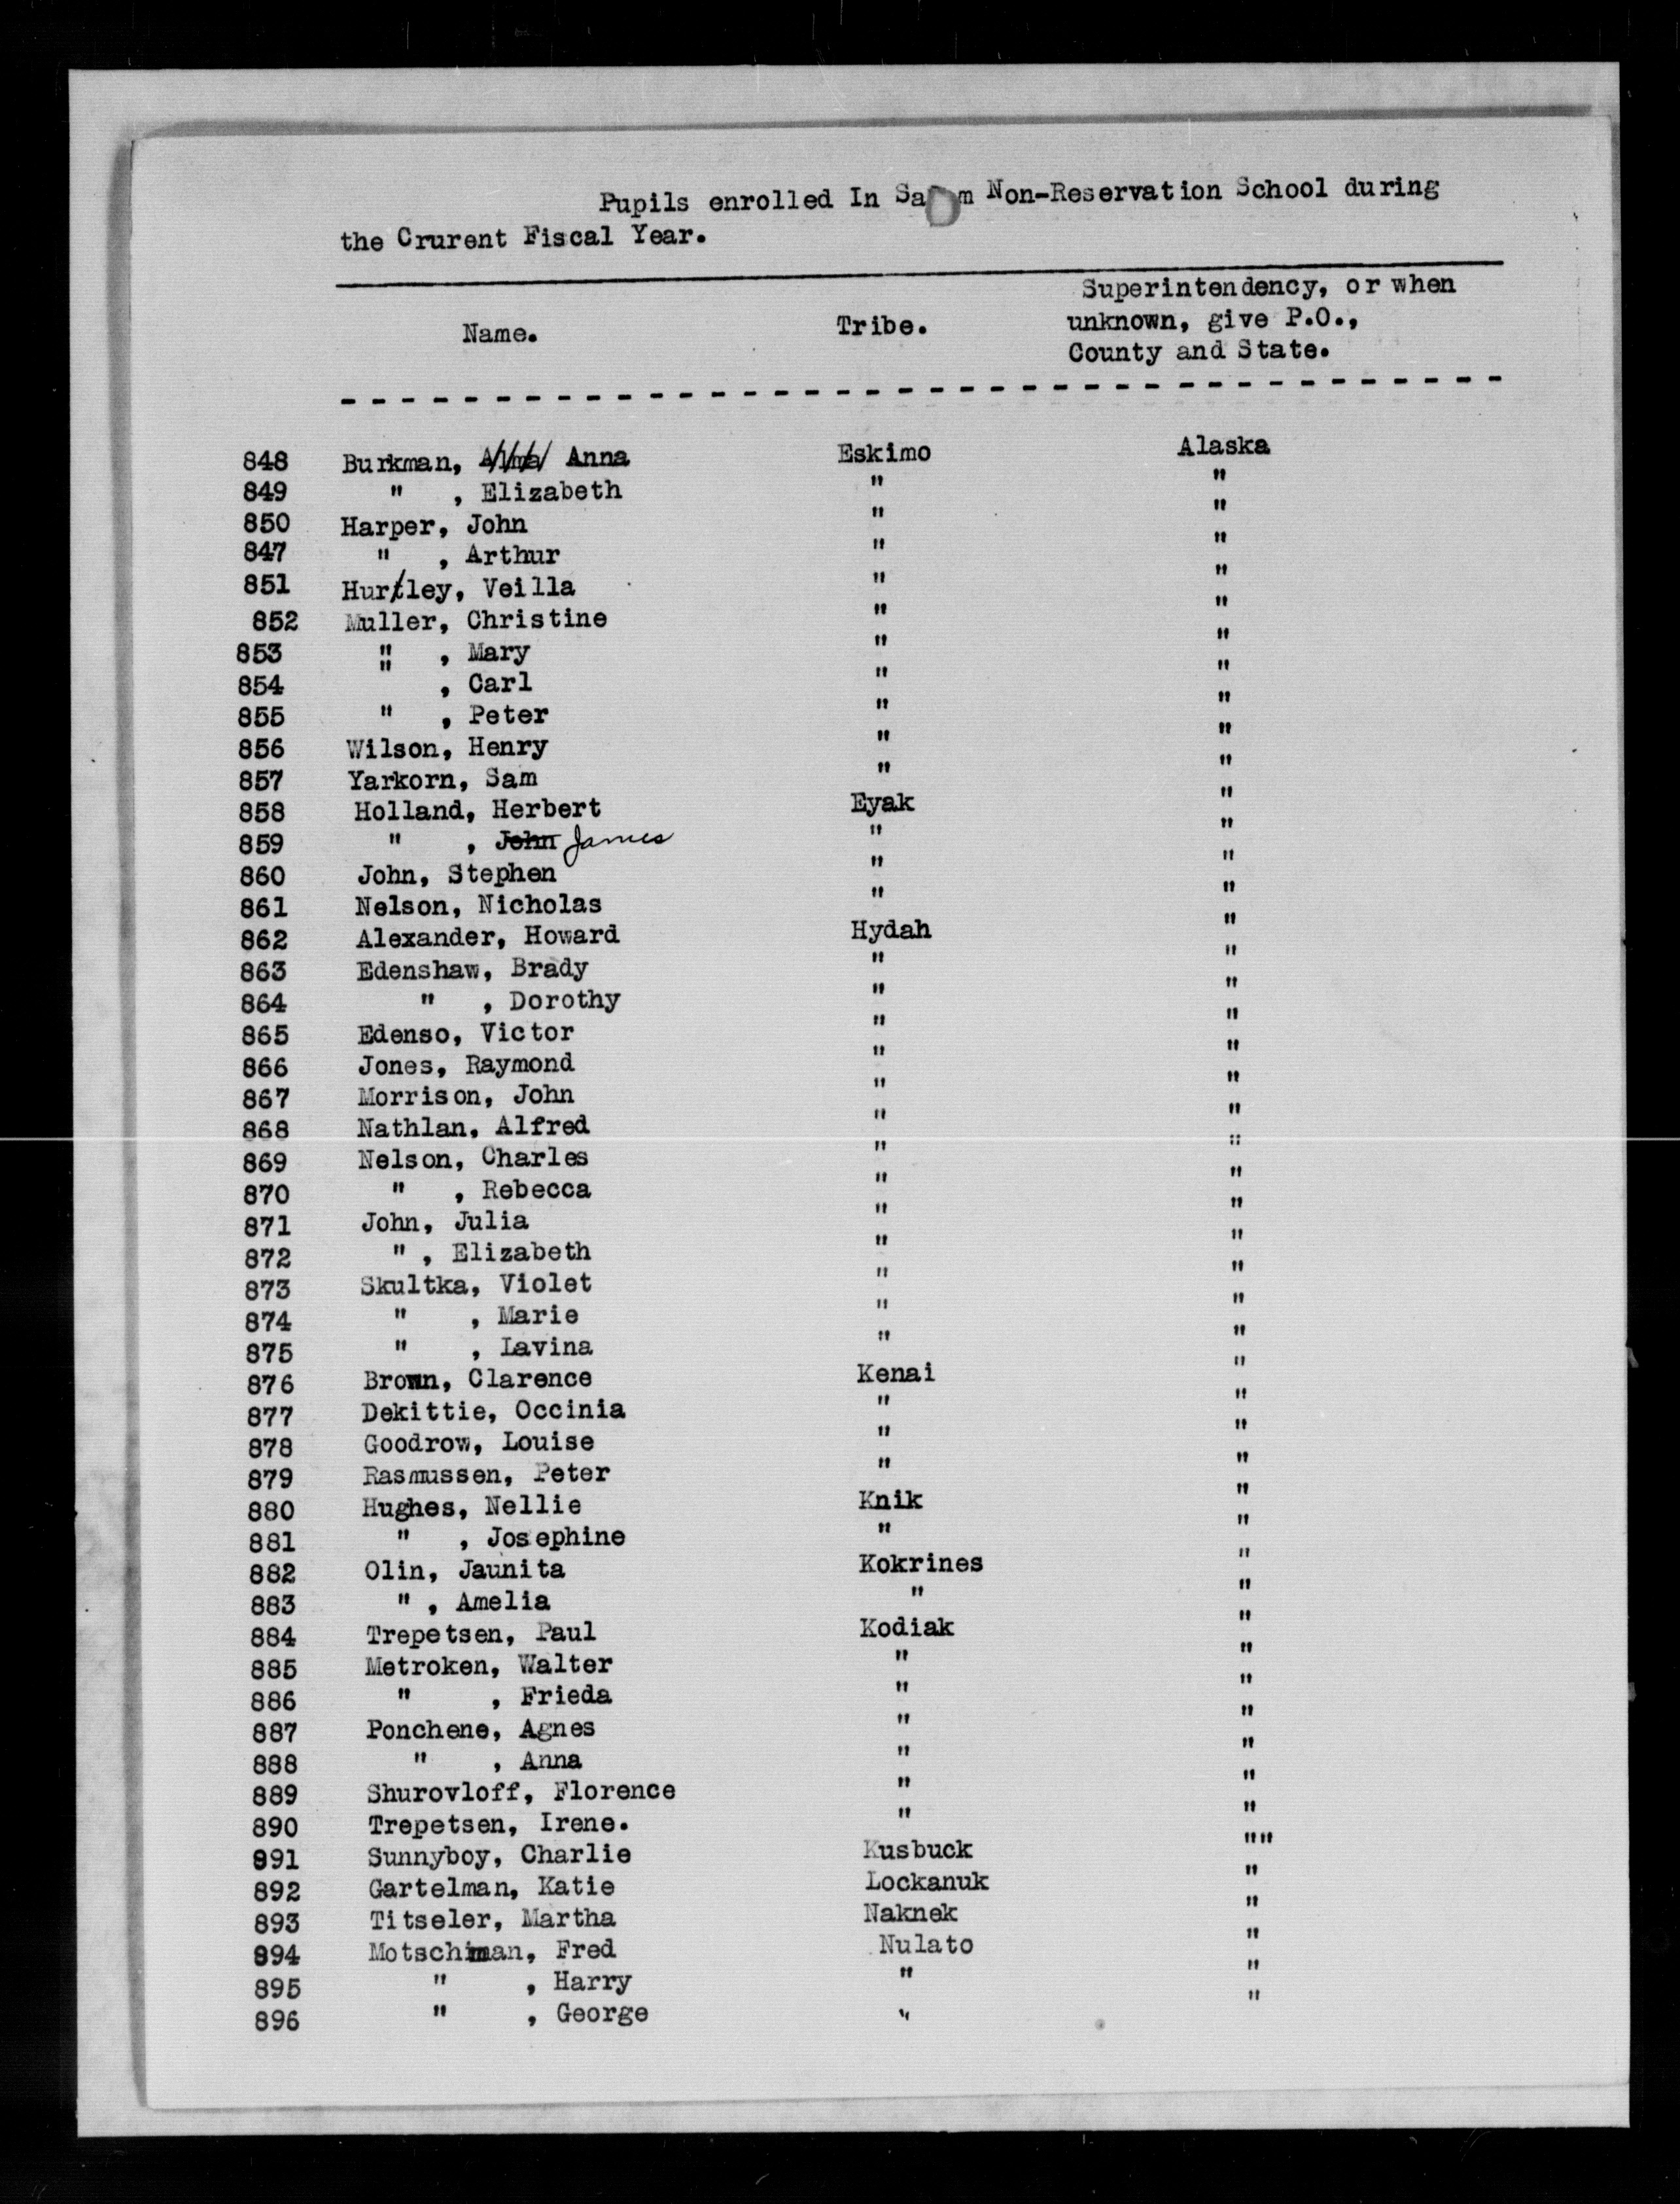 Pupils enrolled In Sa m Non-Reservation School during
the Crurent Fiscal Year.
Name. Tribe. Superintendency, or when
unknown, give P.O.,
County and State.
- - - - - - - - - - - - - - - - - - - - - - - - - - - - - - - - - - - - - -
848 Burkman, Alma Anna Eskimo Alaska
849 " , Elizabeth " "
850 Harper, John " "
847 " , Arthur " "
851 Hurtley, Veilla " "
852 Muller, Christine " "
853 " , Mary " "
854 " , Carl " "
855 " , Peter " "
856 Wilson, Henry " "
857 Yarkorn, Sam " "
858 Holland, Herbert Eyak "
859 " , John James " "
860 John, Stephen " "
861 Nelson, Nicholas " "
862 Alexander, Howard Hydah "
863 Edenshaw, Brady " "
864 " , Dorothy " "
865 Edenso, Victor " "
866 Jones, Raymond " "
867 Morrison, John " "
868 Nathlan, Alfred " "
869 Nelson, Charles " "
870 " , Rebecca " "
871 John, Julia " "
872 " , Elizabeth " "
873 Skultka, Violet " "
874 " , Marie " "
875 " , Lavina " "
876 Brown, Clarence Kenai "
877 Dekittie, Occinia " "
878 Goodrow, Louise " "
879 Rasmussen, Peter " "
880 Hughes, Nellie Knik "
881 " , Josephine " "
882 Olin, Jaunita Kokrines "
883 " , Amelia " "
884 Trepetsen, Paul Kodiak "
885 Metroken, Walter " "
886 " , Frieda " "
887 Ponchene, Agnes " "
888 " , Anna " "
889 Shurovloff, Florence " "
890 Trepetsen, Irene. " "
891 Sunnyboy, Charlie Kusbuck ""
892 Gartelman, Katie Lockanuk "
893 Titseler, Martha Naknek "
894 Motschman, Fred Nulato "
895 " , Harry " "
896 " , George " "